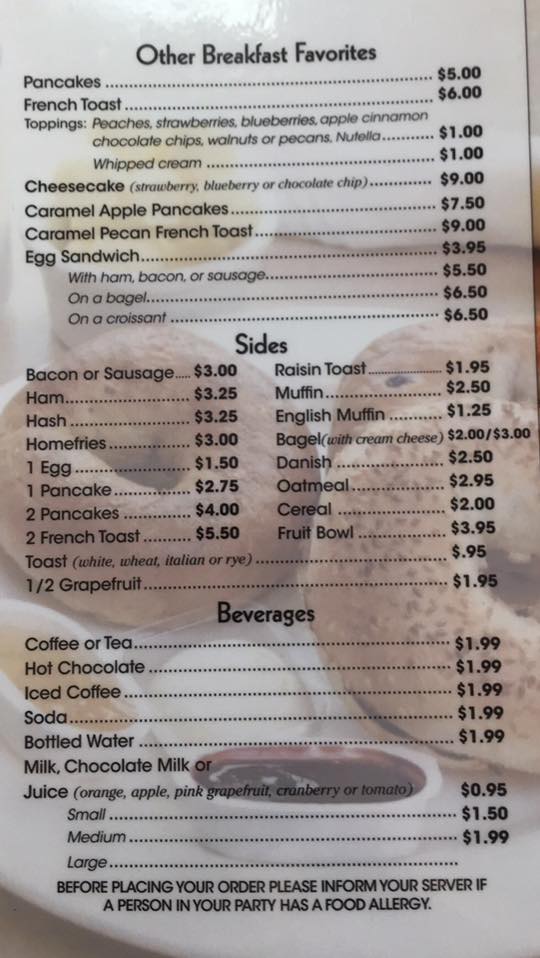 Other Breakfast Favorites
Pancakes ........ $5.00
French Toast ........ $6.00
Toppings: Peaches, strawberries, blueberries, apple cinnamon
chocolate chips, walnuts or pecans. Nutella ........ $1.00
Whipped cream ........ $1.00
Cheesecake (strawberry, blueberry or chocolate chip) ........ $9.00
Caramel Apple Pancakes ........ $7.50
Caramel Pecan French Toast ........ $9.00
Egg Sandwich ........ $3.95
With ham, bacon, or sausage ........ $5.50
On a bagel ........ $6.50
On a croissant ........ $6.50
Sides
Bacon or Sausage ..... $3.00
Ham ........ $3.25
Hash ........ $3.25
Homefries ........ $3.00
1 Egg ........ $1.50
1 Pancake ........ $2.75
2 Pancakes ........ $4.00
2 French Toast ........ $5.50
Raisin Toast ........ $1.95
Muffin ........ $2.50
English Muffin ........ $1.25
Bagel (with cream cheese) $2.00/$3.00
Danish ........ $2.50
Oatmeal ........ $2.95
Cereal ........ $2.00
Fruit Bowl ........ $3.95
Toast (white, wheat, italian or rye) ........ $.95
1/2 Grapefruit ........ $1.95
Beverages
Coffee or Tea ........ $1.99
Hot Chocolate ........ $1.99
Iced Coffee ........ $1.99
Soda ........ $1.99
Bottled Water ........ $1.99
Milk, Chocolate Milk or
Juice (orange, apple, pink grapefruit, cranberry or tomato) $0.95
Small ........ $1.50
Medium ........ $1.99
Large ........
BEFORE PLACING YOUR ORDER PLEASE INFORM YOUR SERVER IF
A PERSON IN YOUR PARTY HAS A FOOD ALLERGY.